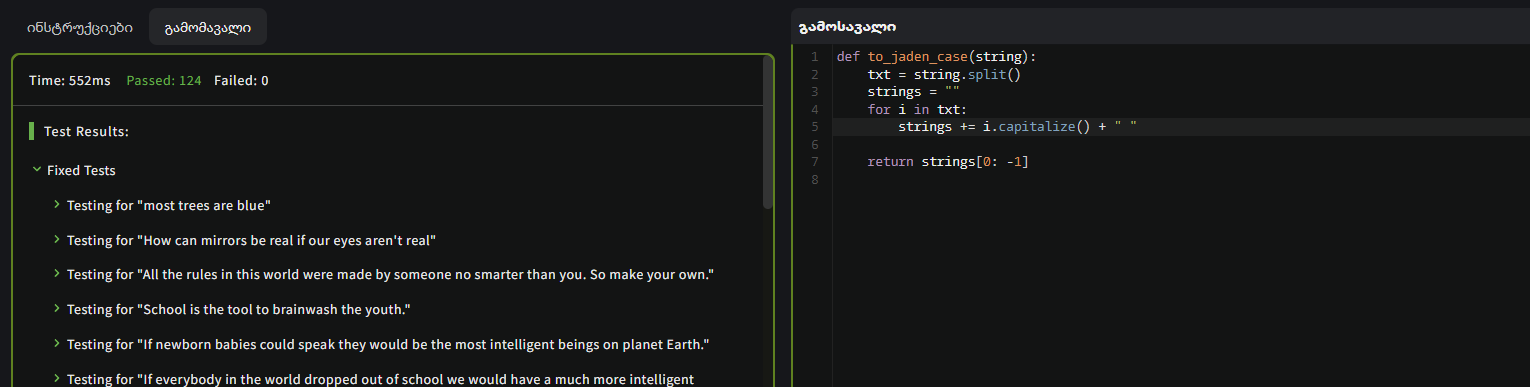 ინსტრუქციები
გამომავალი
Time: 552ms Passed: 124 Failed: 0
Test Results:
Fixed Tests
Testing for "most trees are blue"
Testing for "How can mirrors be real if our eyes aren't real"
Testing for "All the rules in this world were made by someone no smarter than you. So make your own."
Testing for "School is the tool to brainwash the youth."
Testing for "If newborn babies could speak they would be the most intelligent beings on planet Earth."
Testing for "If everybody in the world dropped out of school we would have a much more intelligent
გამოსავალი
1 def to_jaden_case(string):
2     txt = string.split()
3     strings = ""
4     for i in txt:
5         strings += i.capitalize() + " "
6
7     return strings[0: -1]
8